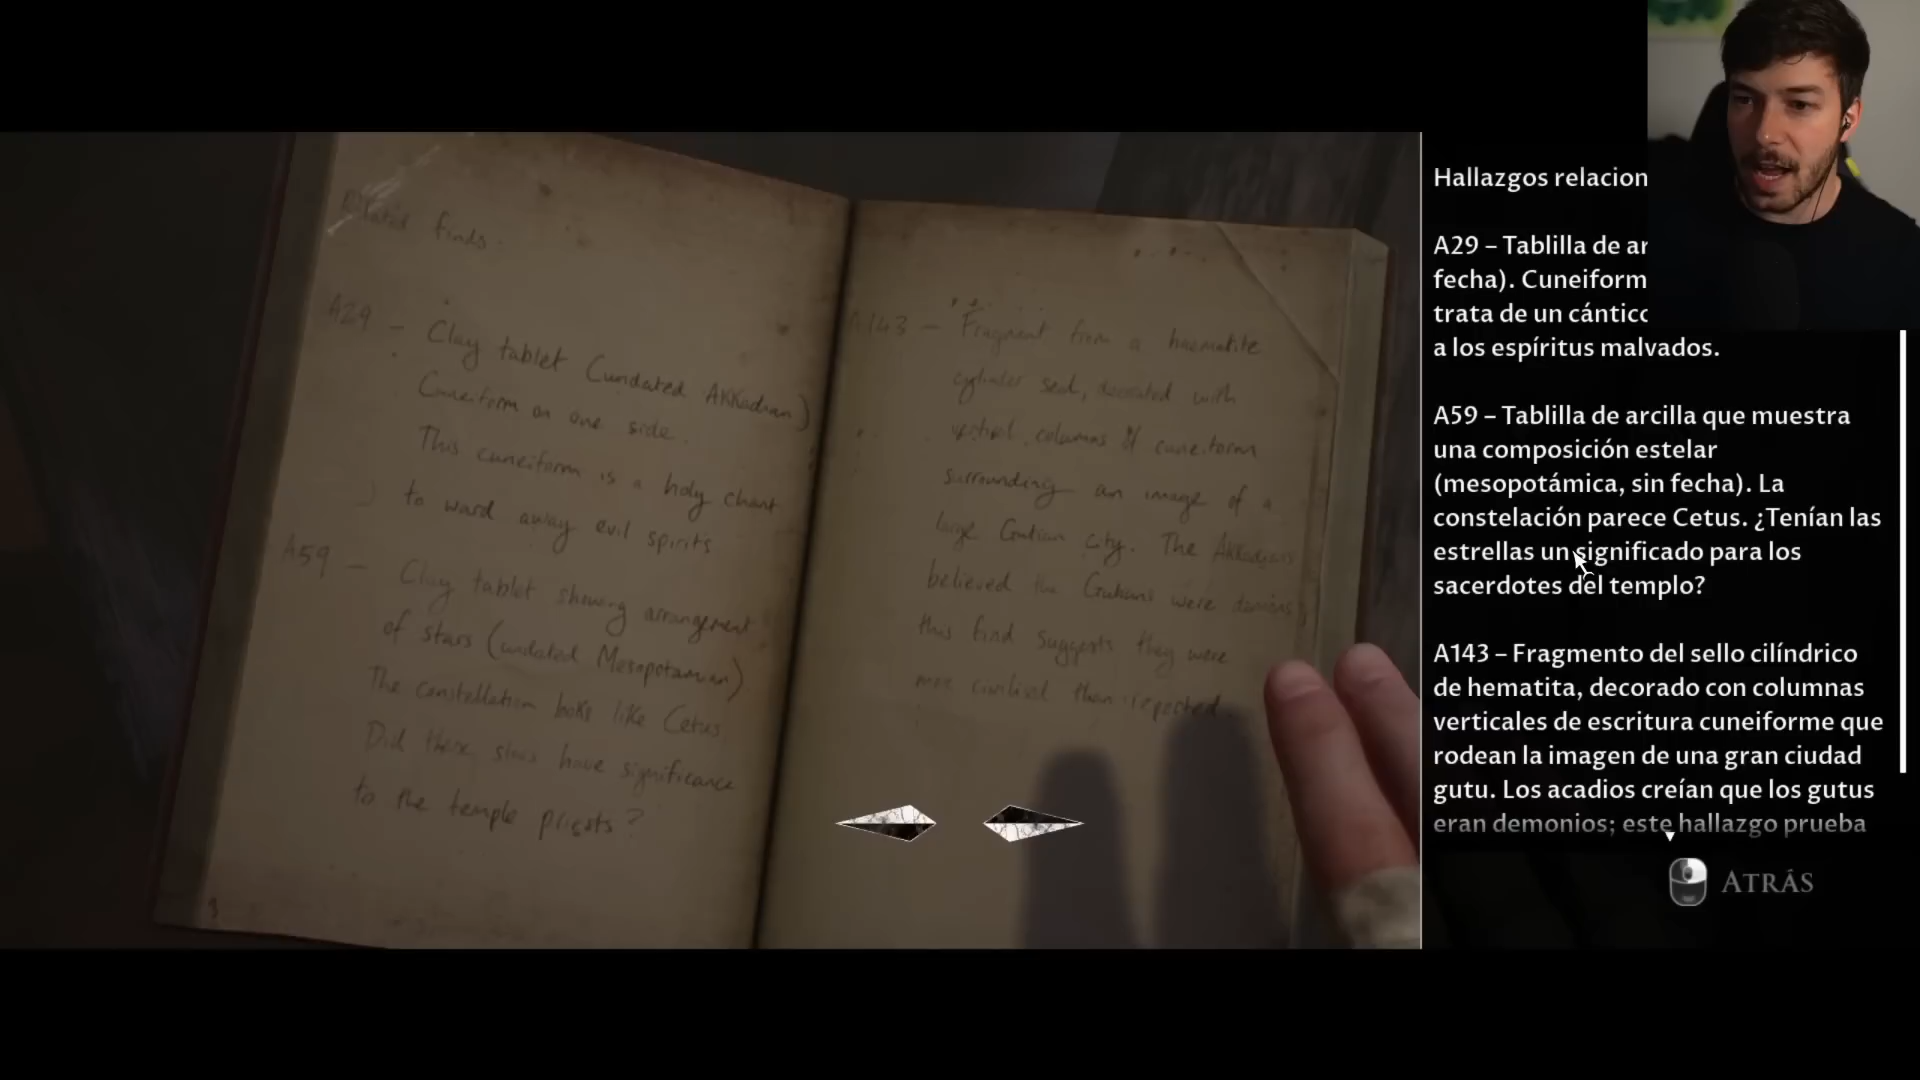 Related finds.
A29 - Clay tablet (undated Akkadian)
Cuneiform on one side.
This cuneiform is a holy chant
to ward away evil spirits
A59 - Clay tablet showing arrangement
of stars (undated Mesopotamian).
The constellation looks like Cetus
Did these stars have significance
to the temple priests?
9
A143 - Fragment from a haematite
cylinder seal, decorated with
vertical columns of cuneiform
surrounding an image of a
large Gutian city. The Akkadians
believed the Gutians were demons
this find suggests they were
more civilised than reported.
Hallazgos relacion
A29 – Tablilla de ar
fecha). Cuneiform
trata de un cántico
a los espíritus malvados.
A59 – Tablilla de arcilla que muestra
una composición estelar
(mesopotámica, sin fecha). La
constelación parece Cetus. ¿Tenían las
estrellas un significado para los
sacerdotes del templo?
A143 – Fragmento del sello cilíndrico
de hematita, decorado con columnas
verticales de escritura cuneiforme que
rodean la imagen de una gran ciudad
gutu. Los acadios creían que los gutus
eran demonios; este hallazgo prueba
ATRÁS